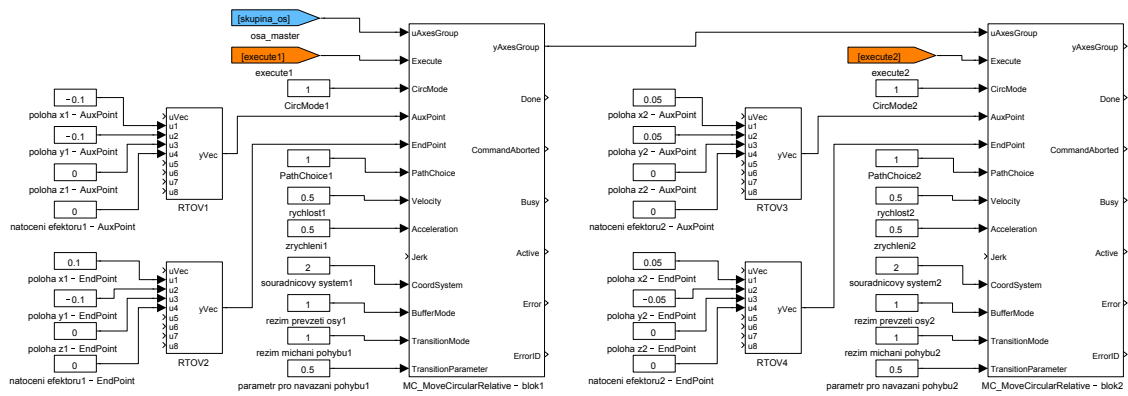 [skupina_os]
osa_master
[execute1]
execute1
1
CircMode1
−0.1
poloha x1 − AuxPoint
−0.1
poloha y1 − AuxPoint
0
poloha z1 − AuxPoint
0
natoceni efektoru1 − AuxPoint
uVec
u1
u2
u3
u4
u5
u6
u7
u8
yVec
RTOV1
0.1
poloha x1 − EndPoint
−0.1
poloha y1 − EndPoint
0
poloha z1 − EndPoint
0
natoceni efektoru1 − EndPoint
uVec
u1
u2
u3
u4
u5
u6
u7
u8
yVec
RTOV2
1
PathChoice1
0.5
rychlost1
0.5
zrychleni1
2
souradnicovy system1
1
rezim prevzeti osy1
1
rezim michani pohybu1
0.5
parametr pro navazani pohybu1
uAxesGroup
Execute
CircMode
AuxPoint
EndPoint
PathChoice
Velocity
Acceleration
Jerk
CoordSystem
BufferMode
TransitionMode
TransitionParameter
yAxesGroup
Done
CommandAborted
Busy
Active
Error
ErrorID
MC_MoveCircularRelative − blok1
[execute2]
execute2
1
CircMode2
0.05
poloha x2 − AuxPoint
0.05
poloha y2 − AuxPoint
0
poloha z2 − AuxPoint
0
natoceni efektoru2 − AuxPoint
uVec
u1
u2
u3
u4
u5
u6
u7
u8
yVec
RTOV3
0.05
poloha x2 − EndPoint
−0.05
poloha y2 − EndPoint
0
poloha z2 − EndPoint
0
natoceni efektoru2 − EndPoint
uVec
u1
u2
u3
u4
u5
u6
u7
u8
yVec
RTOV4
1
PathChoice2
0.5
rychlost2
0.5
zrychleni2
2
souradnicovy system2
1
rezim prevzeti osy2
1
rezim michani pohybu2
0.5
parametr pro navazani pohybu2
uAxesGroup
Execute
CircMode
AuxPoint
EndPoint
PathChoice
Velocity
Acceleration
Jerk
CoordSystem
BufferMode
TransitionMode
TransitionParameter
yAxesGroup
Done
CommandAborted
Busy
Active
Error
ErrorID
MC_MoveCircularRelative − blok2